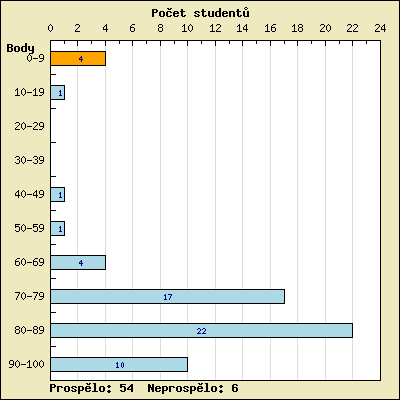 Počet studentů
0 2 4 6 8 10 12 14 16 18 20 22 24
Body
0-9 4
10-19 1
20-29
30-39
40-49 1
50-59 1
60-69 4
70-79 17
80-89 22
90-100 10
Prospělo: 54 Neprospělo: 6